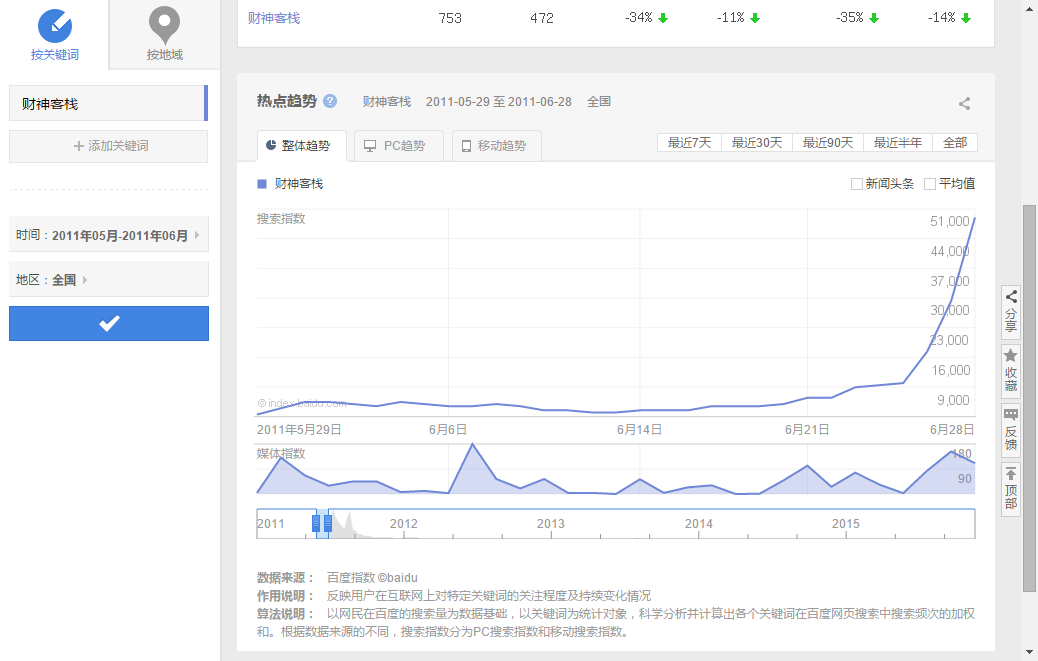 按关键词
按地域
财神客栈
添加关键词
时间：2011年05月-2011年06月
地区：全国
财神客栈 753 472 -34% -11% -35% -14%
热点趋势 ? 财神客栈 2011-05-29 至 2011-06-28 全国
整体趋势 PC趋势 移动趋势 最近7天 最近30天 最近90天 最近半年 全部
财神客栈 新闻头条 平均值
搜索指数
51,000
44,000
37,000
30,000
23,000
16,000
9,000
© index.baidu.com
2011年5月29日 6月6日 6月14日 6月21日 6月28日
媒体指数
180
90
2011 2012 2013 2014 2015
数据来源： 百度指数 ©baidu
作用说明： 反映用户在互联网上对特定关键词的关注程度及持续变化情况
算法说明： 以网民在百度的搜索量为数据基础，以关键词为统计对象，科学分析并计算出各个关键词在百度网页搜索中搜索频次的加权
和。根据数据来源的不同，搜索指数分为PC搜索指数和移动搜索指数。
分享
收藏
反馈
顶部